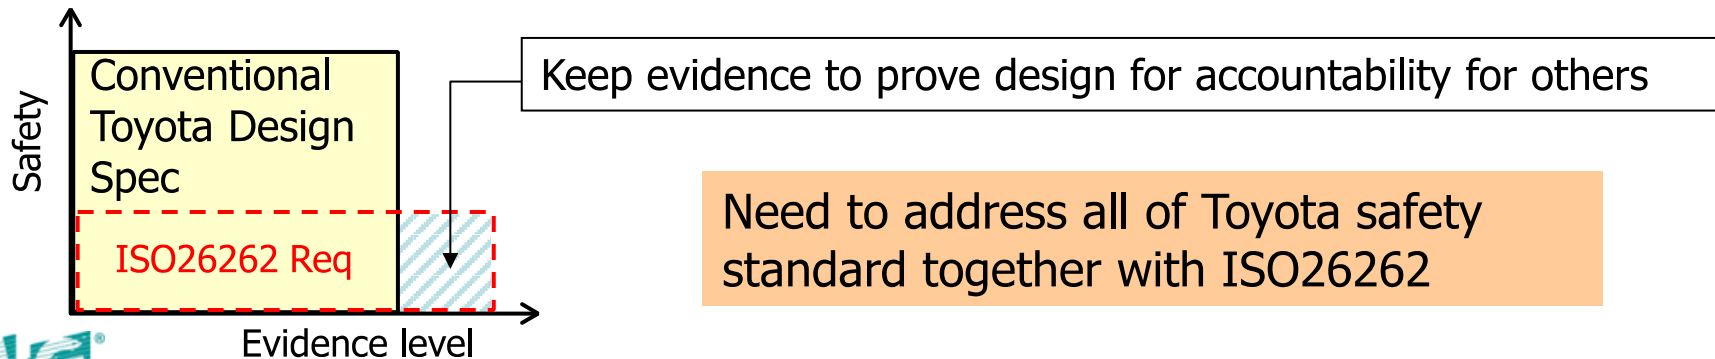 Safety
Conventional
Toyota Design
Spec
ISO26262 Req
Evidence level
Keep evidence to prove design for accountability for others
Need to address all of Toyota safety
standard together with ISO26262